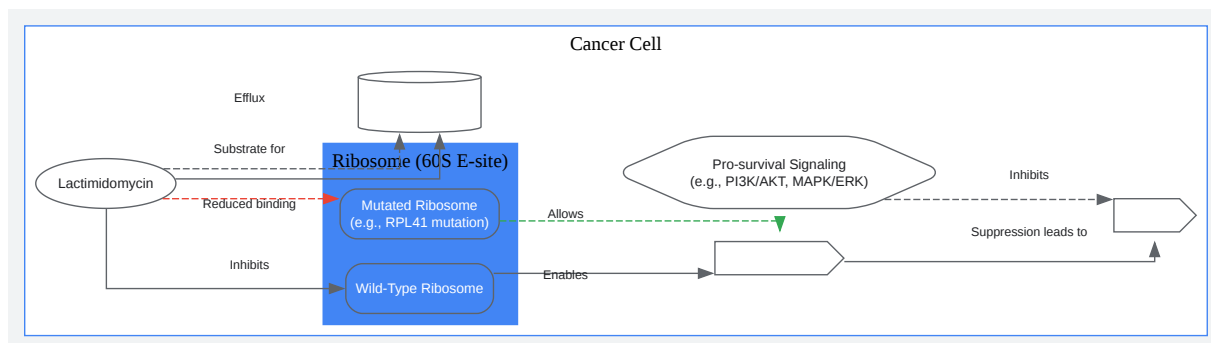 Cancer Cell
Efflux
Substrate for
Ribosome (60S E-site)
Lactimidomycin
Reduced binding
Mutated Ribosome
(e.g., RPL41 mutation)
Inhibits
Wild-Type Ribosome
Allows
Enables
Pro-survival Signaling
(e.g., PI3K/AKT, MAPK/ERK)
Inhibits
Suppression leads to